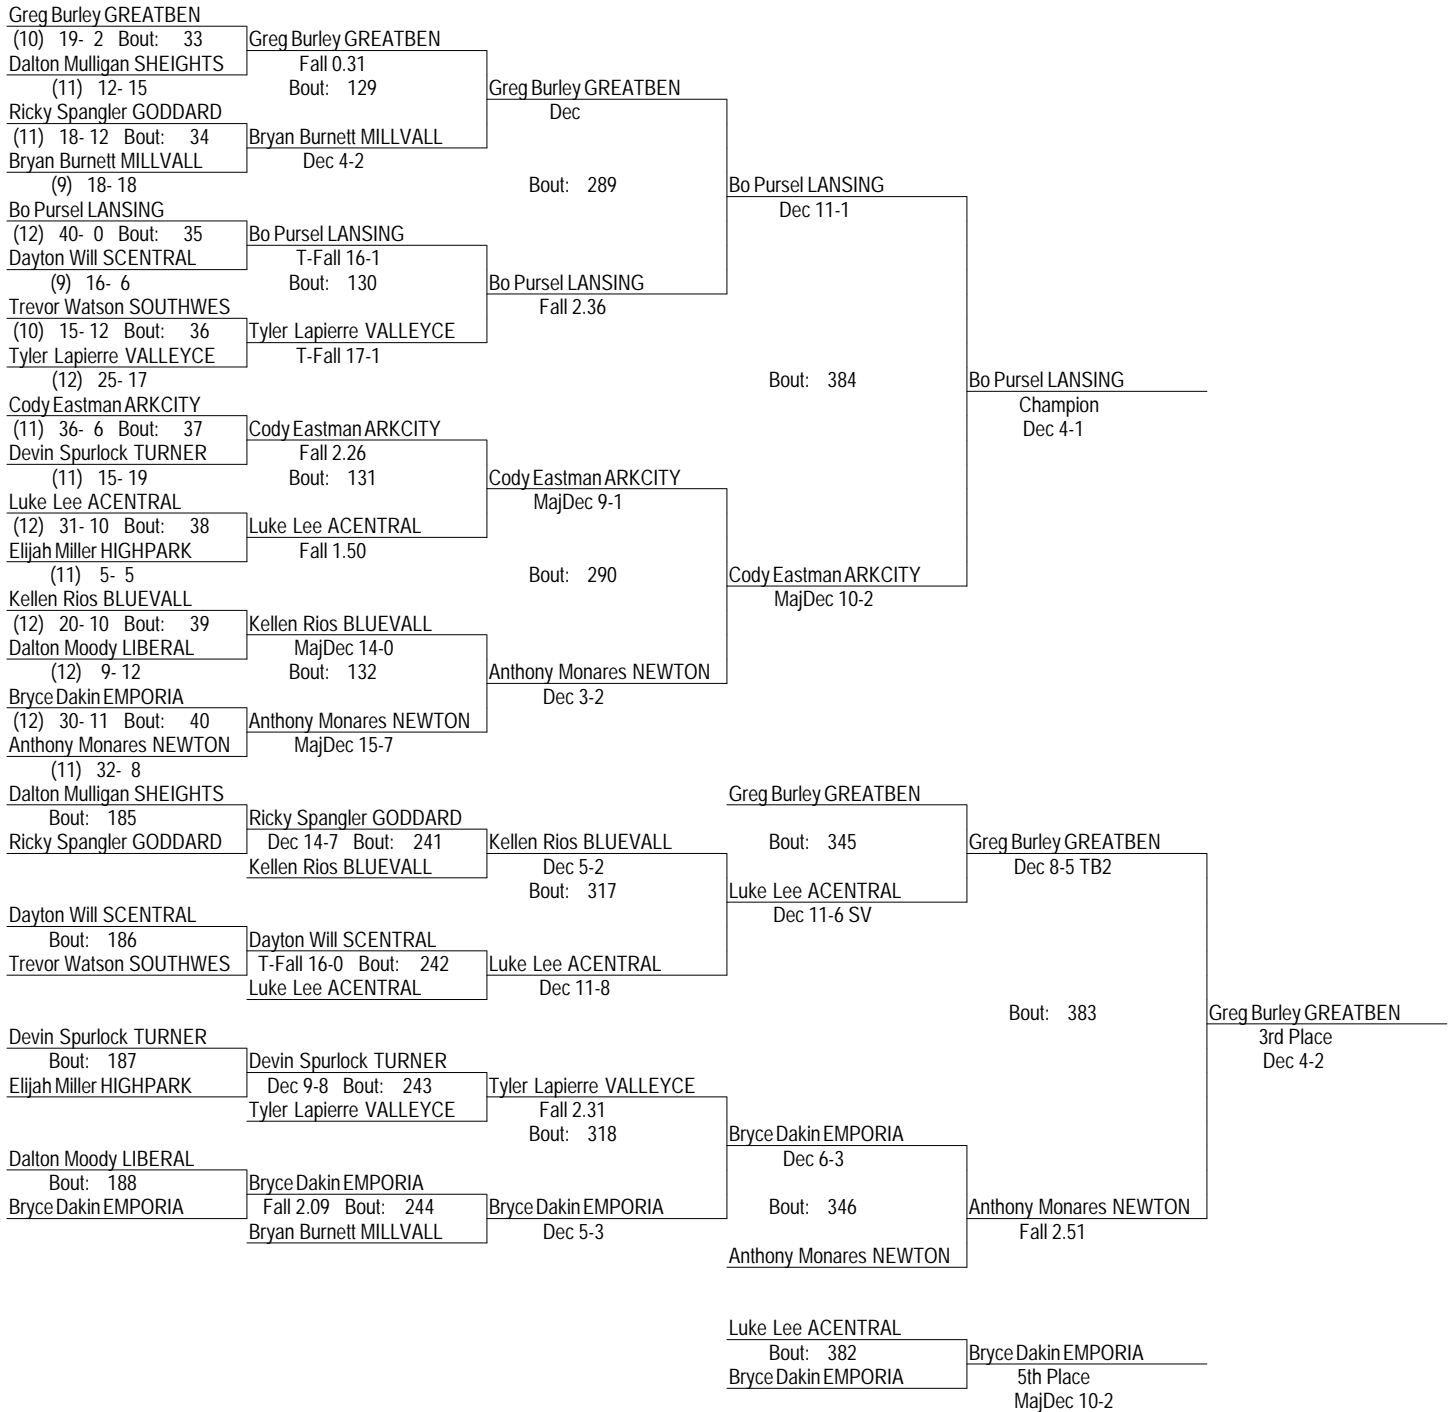 Greg Burley GREATBEN
(10) 19- 2 Bout: 33 Greg Burley GREATBEN
Dalton Mulligan SHEIGHTS Fall 0.31
(11) 12- 15 Bout: 129 Greg Burley GREATBEN
Ricky Spangler GODDARD Dec
(11) 18- 12 Bout: 34 Bryan Burnett MILLVALL
Bryan Burnett MILLVALL Dec 4-2
(9) 18- 18 Bout: 289 Bo Pursel LANSING
Bo Pursel LANSING Dec 11-1
(12) 40- 0 Bout: 35 Bo Pursel LANSING
Dayton Will SCENTRAL T-Fall 16-1
(9) 16- 6 Bout: 130 Bo Pursel LANSING
Trevor Watson SOUTHWES Fall 2.36
(10) 15- 12 Bout: 36 Tyler Lapierre VALLEYCE
Tyler Lapierre VALLEYCE T-Fall 17-1
(12) 25- 17 Bout: 384 Bo Pursel LANSING
Cody Eastman ARKCITY Champion
(11) 36- 6 Bout: 37 Cody Eastman ARKCITY Dec 4-1
Devin Spurlock TURNER Fall 2.26
(11) 15- 19 Bout: 131 Cody Eastman ARKCITY
Luke Lee ACENTRAL MajDec 9-1
(12) 31- 10 Bout: 38 Luke Lee ACENTRAL
Elijah Miller HIGHPARK Fall 1.50
(11) 5- 5 Bout: 290 Cody Eastman ARKCITY
Kellen Rios BLUEVALL MajDec 10-2
(12) 20- 10 Bout: 39 Kellen Rios BLUEVALL
Dalton Moody LIBERAL MajDec 14-0
(12) 9- 12 Bout: 132 Anthony Monares NEWTON
Bryce Dakin EMPORIA Dec 3-2
(12) 30- 11 Bout: 40 Anthony Monares NEWTON
Anthony Monares NEWTON MajDec 15-7
(11) 32- 8
Dalton Mulligan SHEIGHTS Greg Burley GREATBEN
Bout: 185 Ricky Spangler GODDARD
Ricky Spangler GODDARD Dec 14-7 Bout: 241 Kellen Rios BLUEVALL Bout: 345 Greg Burley GREATBEN
Kellen Rios BLUEVALL Dec 5-2 Dec 8-5 TB2
Bout: 317 Luke Lee ACENTRAL
Dayton Will SCENTRAL Dec 11-6 SV
Bout: 186 Dayton Will SCENTRAL
Trevor Watson SOUTHWES T-Fall 16-0 Bout: 242 Luke Lee ACENTRAL
Luke Lee ACENTRAL Dec 11-8
Bout: 383 Greg Burley GREATBEN
Devin Spurlock TURNER 3rd Place
Bout: 187 Devin Spurlock TURNER Dec 4-2
Elijah Miller HIGHPARK Dec 9-8 Bout: 243 Tyler Lapierre VALLEYCE
Tyler Lapierre VALLEYCE Fall 2.31
Bout: 318 Bryce Dakin EMPORIA
Dalton Moody LIBERAL Dec 6-3
Bout: 188 Bryce Dakin EMPORIA
Bryce Dakin EMPORIA Fall 2.09 Bout: 244 Bryce Dakin EMPORIA Bout: 346 Anthony Monares NEWTON
Bryan Burnett MILLVALL Dec 5-3 Fall 2.51
Anthony Monares NEWTON
Luke Lee ACENTRAL
Bout: 382 Bryce Dakin EMPORIA
Bryce Dakin EMPORIA 5th Place
MajDec 10-2